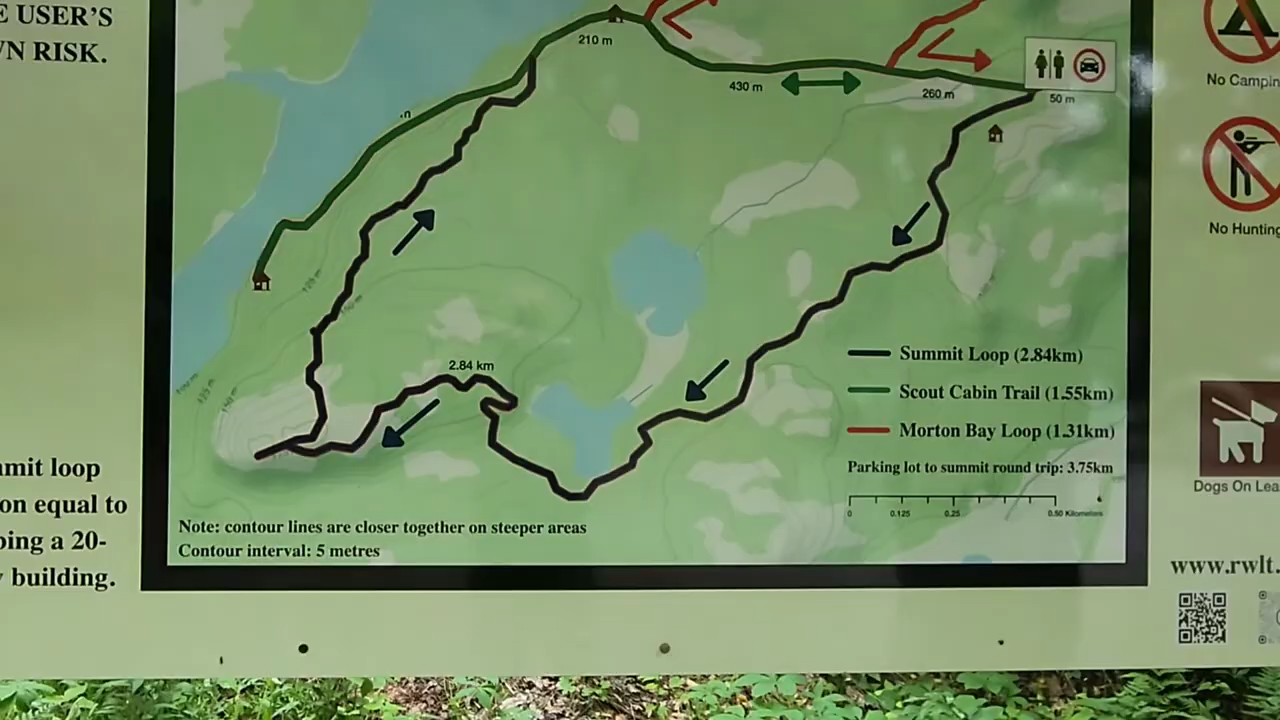 E USER'S
N RISK.
210 m
430 m
260 m
50 m
No Campin
No Hunting
2.84 km
Summit Loop (2.84km)
Scout Cabin Trail (1.55km)
Morton Bay Loop (1.31km)
Parking lot to summit round trip: 3.75km
0 0.125 0.25 0.50 Kilometers
Dogs On Lea
mit loop
on equal to
ping a 20-
y building.
Note: contour lines are closer together on steeper areas
Contour interval: 5 metres
www.rwlt.